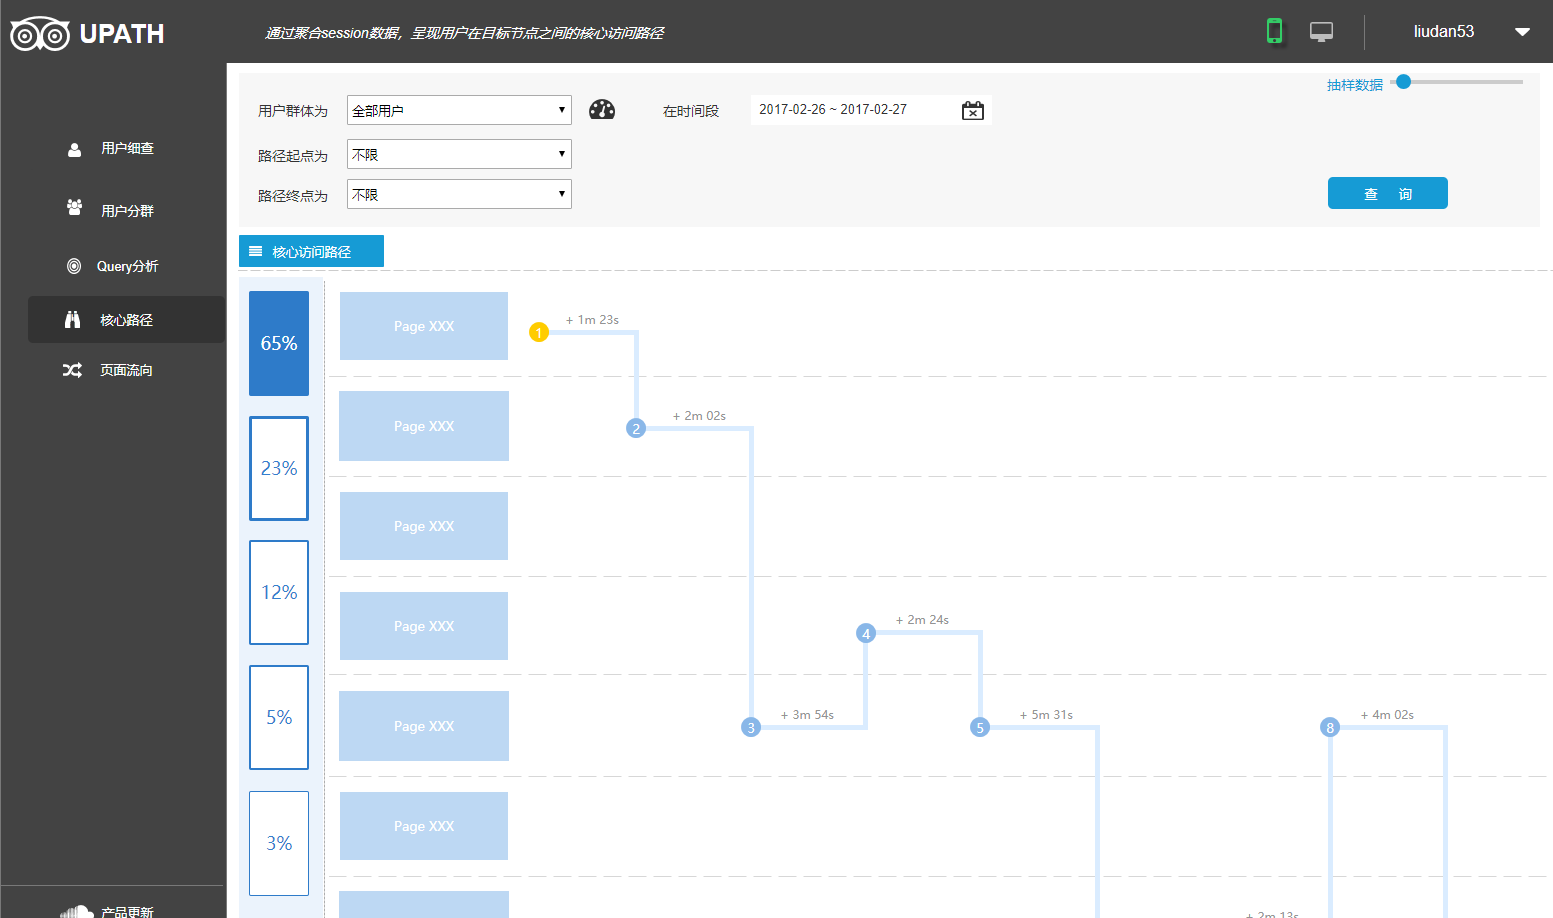 UPATH
通过聚合session数据，呈现用户在目标节点之间的核心访问路径
liudan53
用户细查
用户分群
Query分析
核心路径
页面流向
产品更新
抽样数据
用户群体为
全部用户
在时间段
2017-02-26 ~ 2017-02-27
路径起点为
不限
路径终点为
不限
查 询
核心访问路径
65%
23%
12%
5%
3%
Page XXX
1
+ 1m 23s
Page XXX
2
+ 2m 02s
Page XXX
Page XXX
4
+ 2m 24s
Page XXX
3
+ 3m 54s
5
+ 5m 31s
8
+ 4m 02s
Page XXX
+ 2m 13s